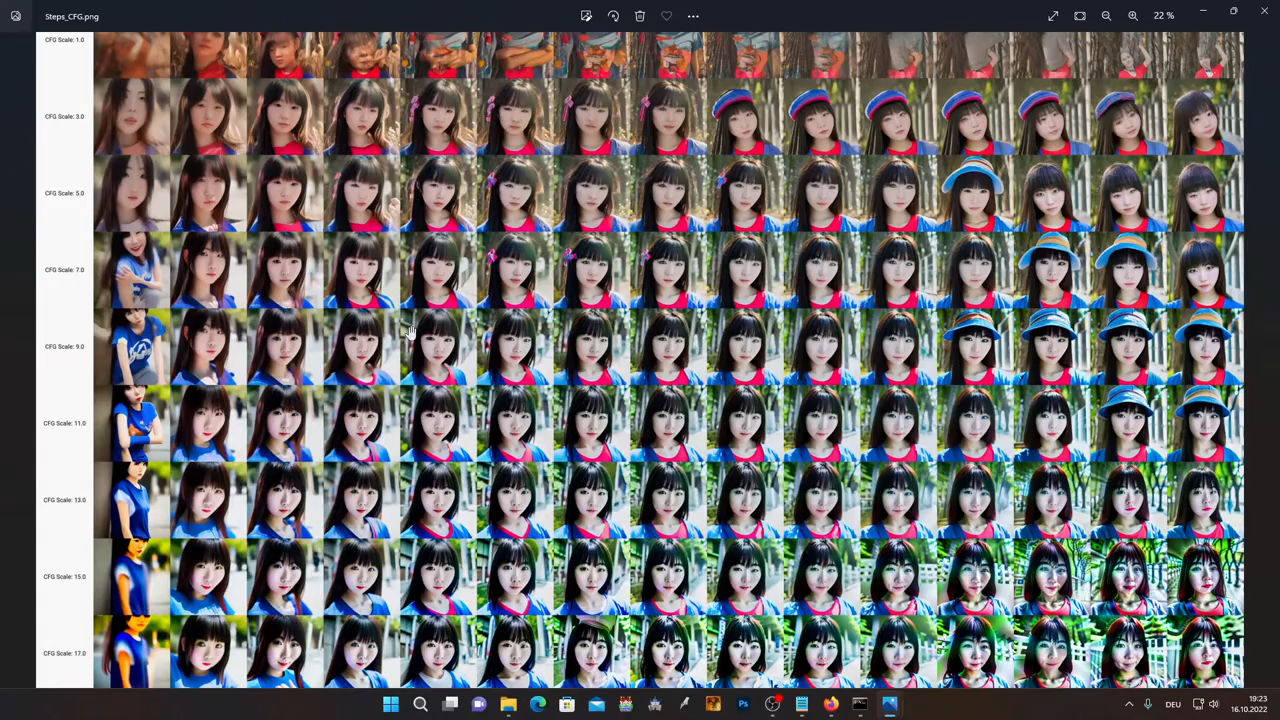 Steps_CFG.png
22 %
CFG Scale: 1.0
CFG Scale: 3.0
CFG Scale: 5.0
CFG Scale: 7.0
CFG Scale: 9.0
CFG Scale: 11.0
CFG Scale: 13.0
CFG Scale: 15.0
CFG Scale: 17.0
Ps
DEU
19:23
16.10.2022